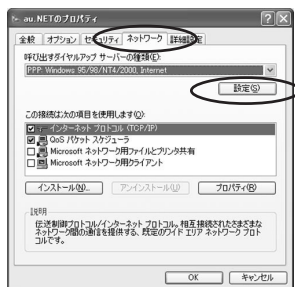 au.NETのプロパティ
全般 オプション セキュリティ ネットワーク 詳細設定
呼び出すダイヤルアップ サーバーの種類(E):
PPP: Windows 95/98/NT4/2000, Internet
設定(S)
この接続は次の項目を使用します(O):
インターネット プロトコル (TCP/IP)
QoS パケット スケジューラ
Microsoft ネットワーク用ファイルとプリンタ共有
Microsoft ネットワーク用クライアント
インストール(N)... アンインストール(U) プロパティ(R)
説明
伝送制御プロトコル/インターネット プロトコル。相互接続されたさまざまな
ネットワーク間の通信を提供する、既定のワイド エリア ネットワーク プロト
コルです。
OK キャンセル